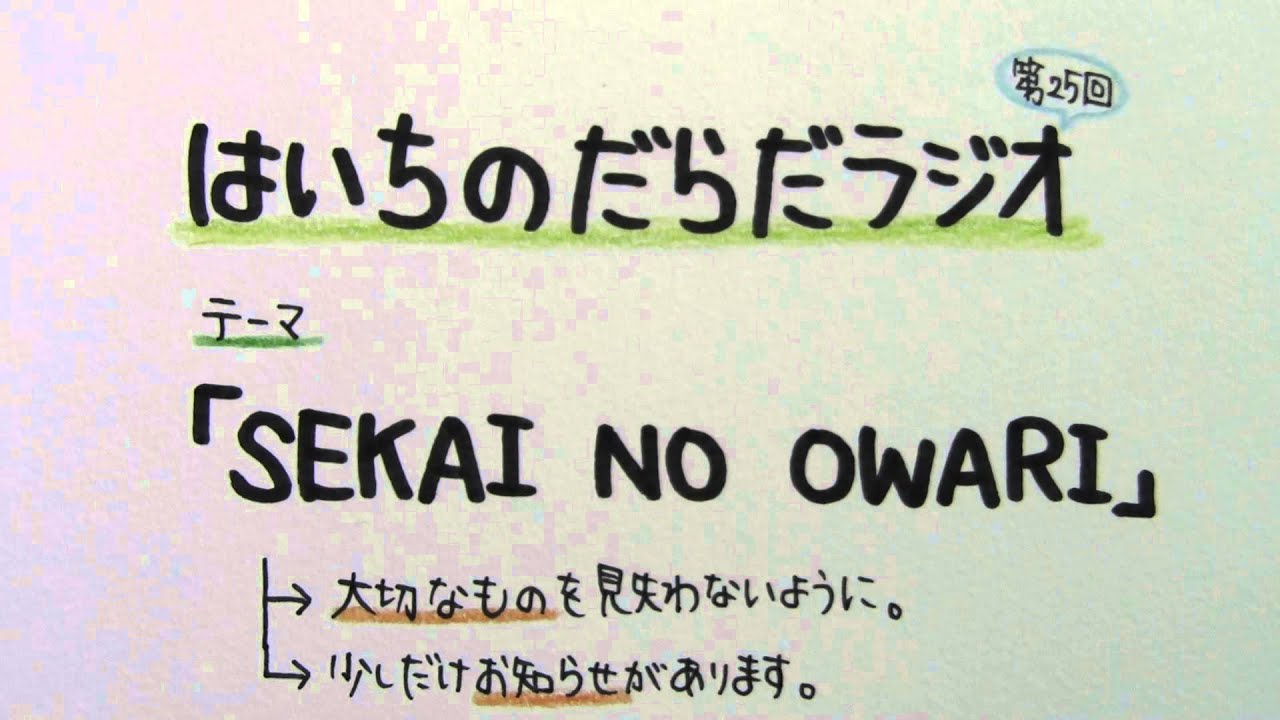 第25回
はいちのだらだラジオ
テーマ
「SEKAI NO OWARI」
→ 大切なものを見失わないように。
→ 少しだけお知らせがあります。